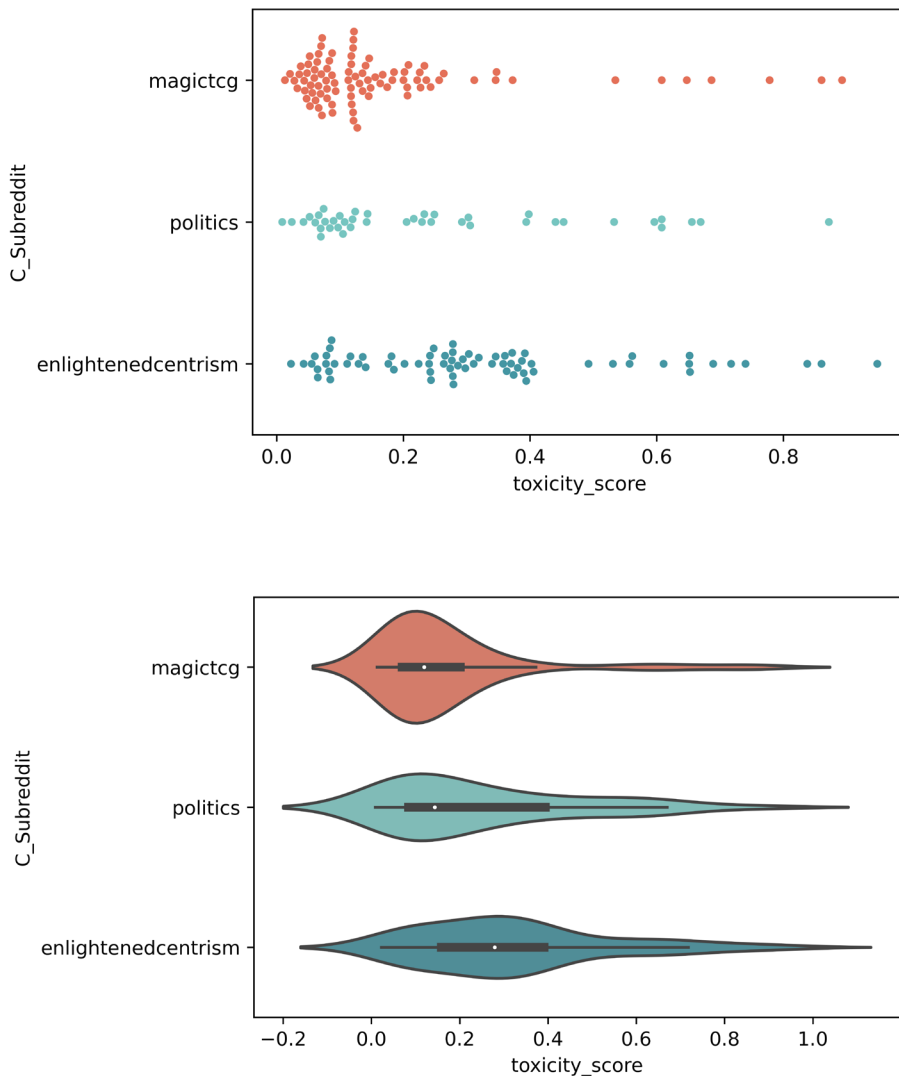 magictcg
politics
enlightenedcentrism
C_Subreddit
0.0 0.2 0.4 0.6 0.8
toxicity_score
magictcg
politics
enlightenedcentrism
C_Subreddit
−0.2 0.0 0.2 0.4 0.6 0.8 1.0
toxicity_score